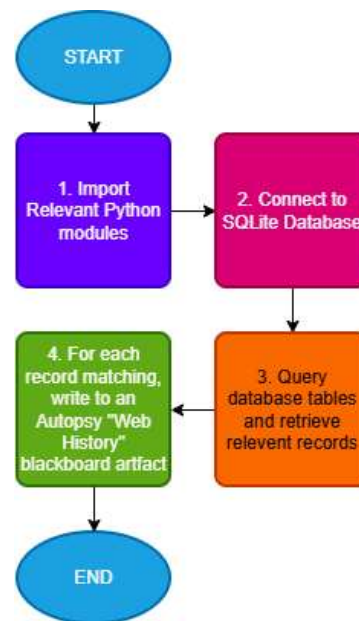 START
1. Import
Relevant Python
modules
2. Connect to
SQLite Database
3. Query
database tables
and retrieve
relevent records
4. For each
record matching,
write to an
Autopsy "Web
History"
blackboard artfact
END